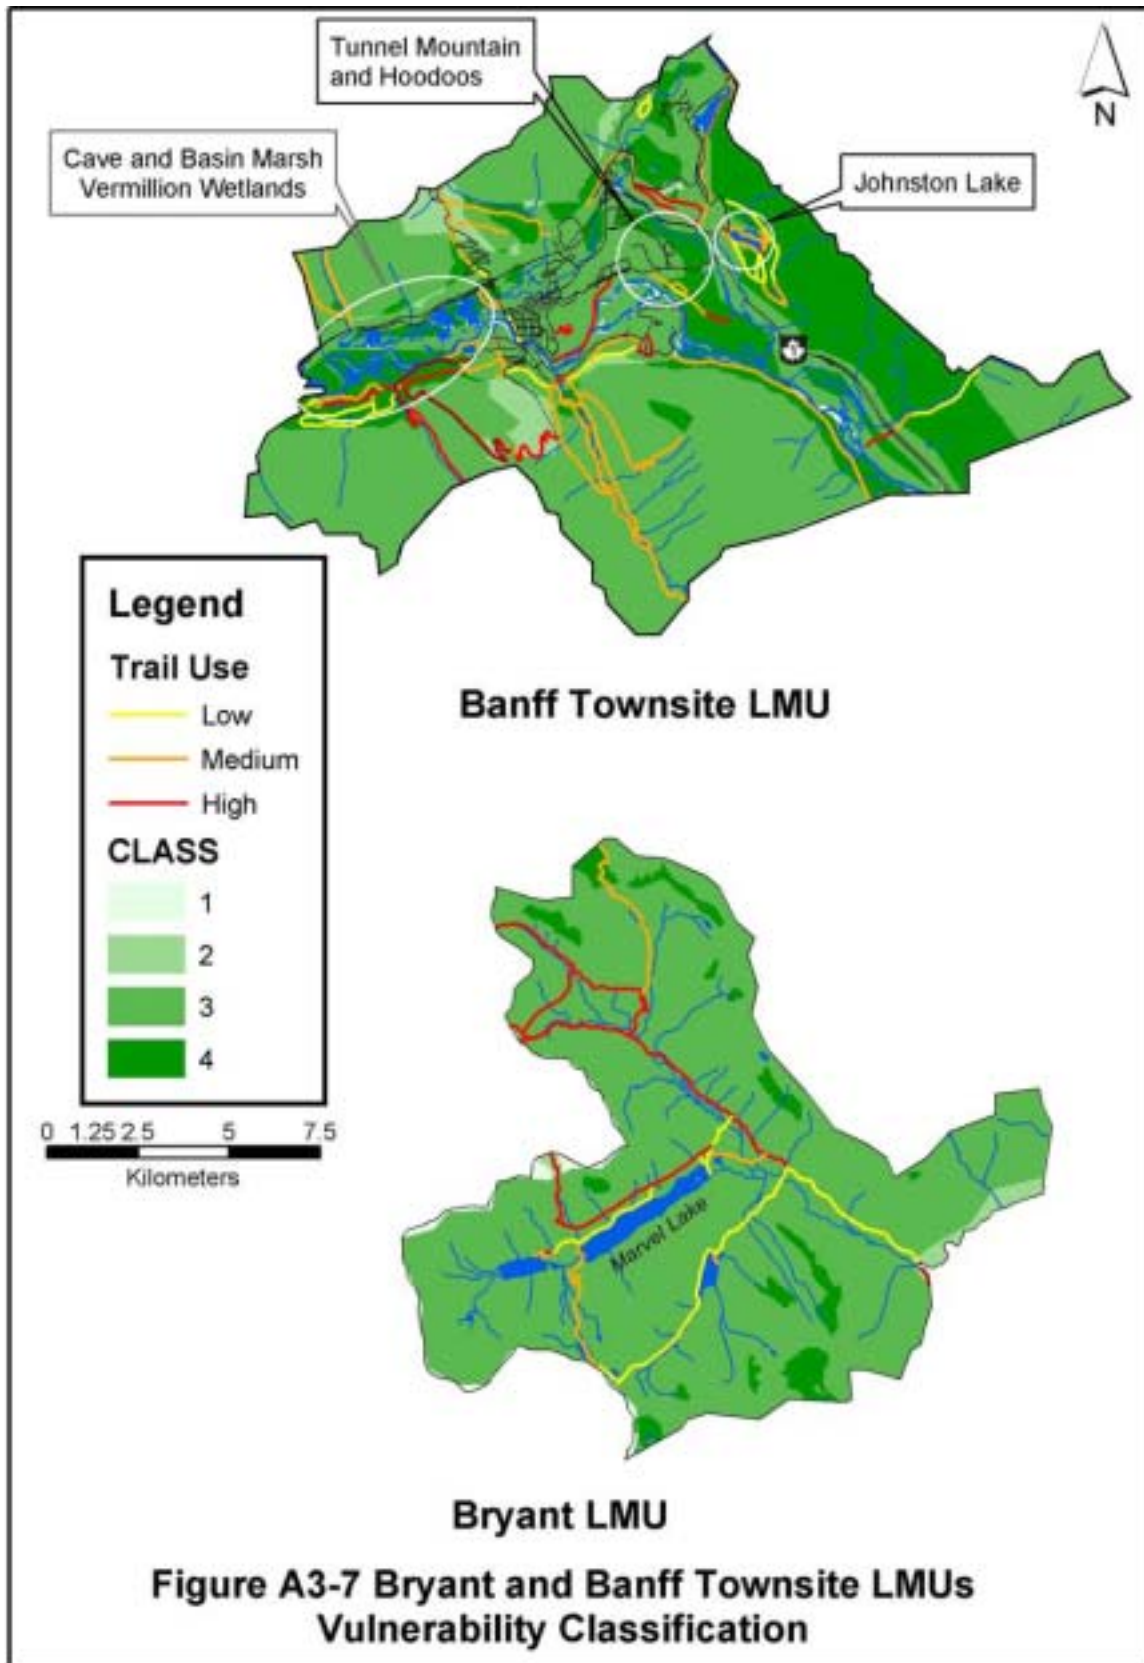 Tunnel Mountain
and Hoodoos
N
Cave and Basin Marsh
Vermillion Wetlands
Johnston Lake
1
Legend
Trail Use
Low
Medium
High
CLASS
1
2
3
4
0 1.25 2.5 5 7.5
Kilometers
Banff Townsite LMU
Marvel Lake
Bryant LMU
Figure A3-7 Bryant and Banff Townsite LMUs
Vulnerability Classification